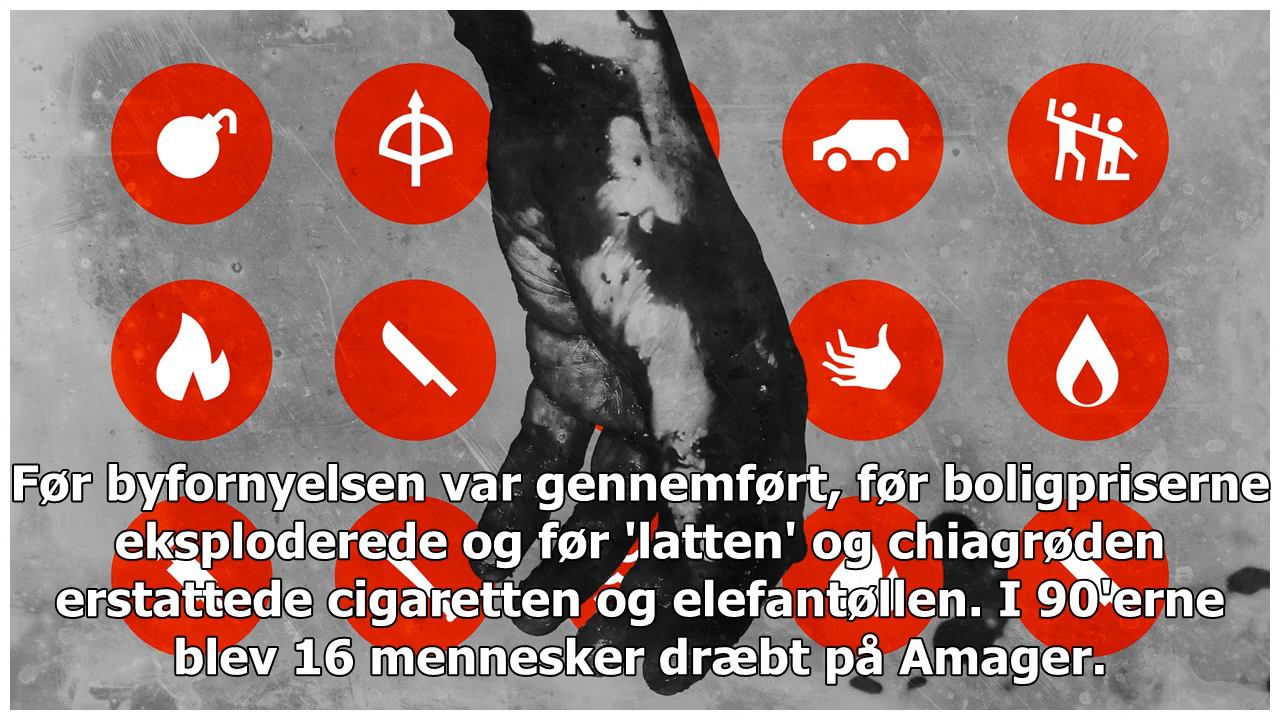 Før byfornyelsen var gennemført, før boligpriserne
eksploderede og før 'latten' og chiagrøden
erstattede cigaretten og elefantøllen. I 90'erne
blev 16 mennesker dræbt på Amager.